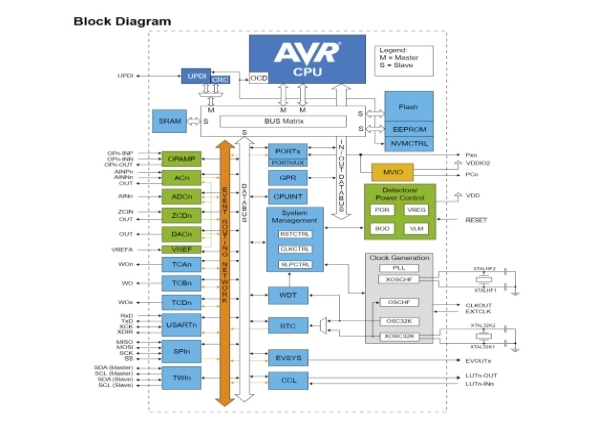 Block Diagram
AVR®
CPU
Legend:
M = Master
S = Slave
UPDI
UPDI
CRC
OCD
M
M
M
Flash
SRAM
S
BUS Matrix
S
S
EEPROM
NVMCTRL
S
OPn-INP
OPn-INN
OPn-OUT
OPAMP
PORTx
PORTMUX
Pxn
VDDIO2
PCn
MVIO
AINPn
AINNn
OUT
ACn
GPR
AINn
ADCn
CPUINT
Detectors/
Power Control
POR
VREG
BOD
VLM
VDD
RESET
ZCIN
OUT
ZCDn
System
Management
RSTCTRL
CLKCTRL
SLPCTRL
OUT
DACn
VREFA
VREF
EVENT ROUTING NETWORK
DATABUS
IN/OUT DATABUS
WOn
TCAn
Clock Generation
PLL
XOSCHF
XTALHF2
XTALHF1
WO
TCBn
WDT
OSCHF
WOx
TCDn
CLKOUT
EXTCLK
RxD
TxD
XCK
XDIR
USARTn
RTC
OSC32K
XOSC32K
XTAL32K2
XTAL32K1
MISO
MOSI
SCK
SS
SPIn
EVSYS
EVOUTx
SDA (Master)
SCL (Master)
SDA (Slave)
SCL (Slave)
TWIn
CCL
LUTn-OUT
LUTn-INn